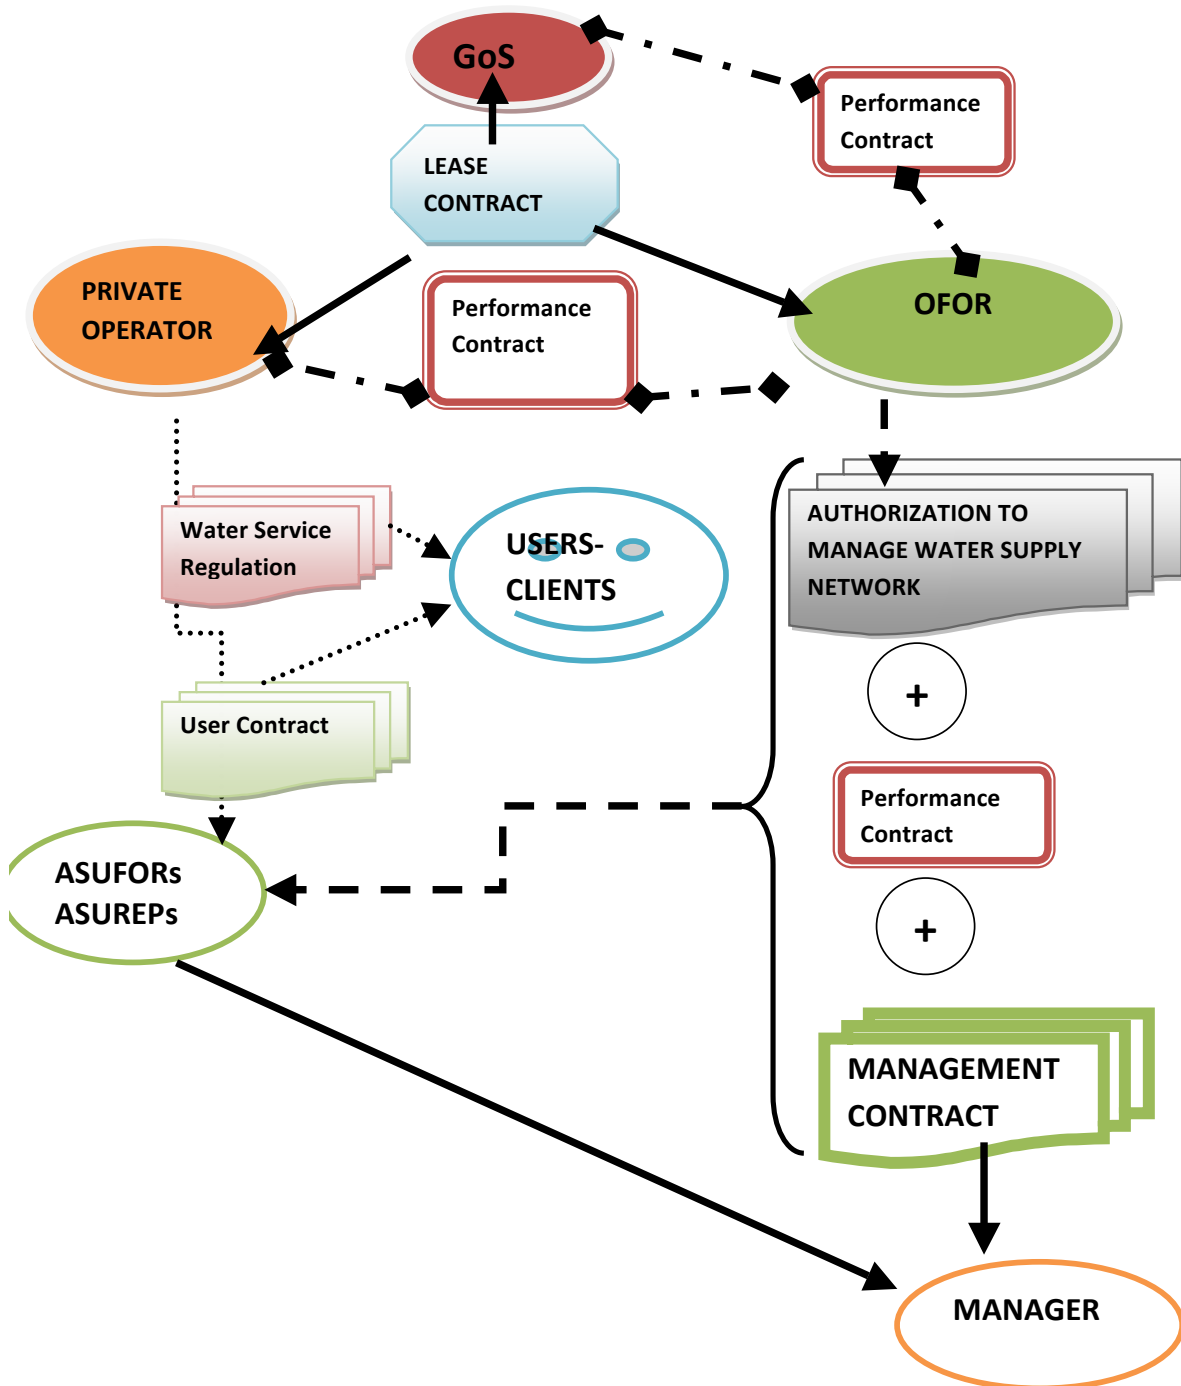 GoS
Performance
Contract
LEASE
CONTRACT
PRIVATE
OPERATOR
Performance
Contract
OFOR
Water Service
Regulation
USERS-
CLIENTS
AUTHORIZATION TO
MANAGE WATER SUPPLY
NETWORK
+
User Contract
Performance
Contract
ASUFORs
ASUREPs
+
MANAGEMENT
CONTRACT
MANAGER